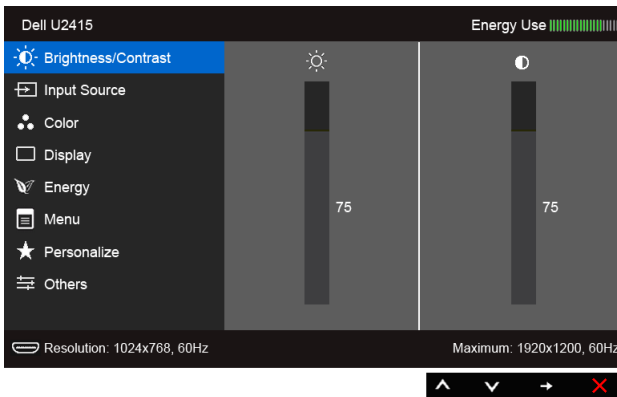 Dell U2415
Energy Use
Brightness/Contrast
Input Source
Color
Display
Energy
Menu
Personalize
Others
75
75
Resolution: 1024x768, 60Hz
Maximum: 1920x1200, 60Hz